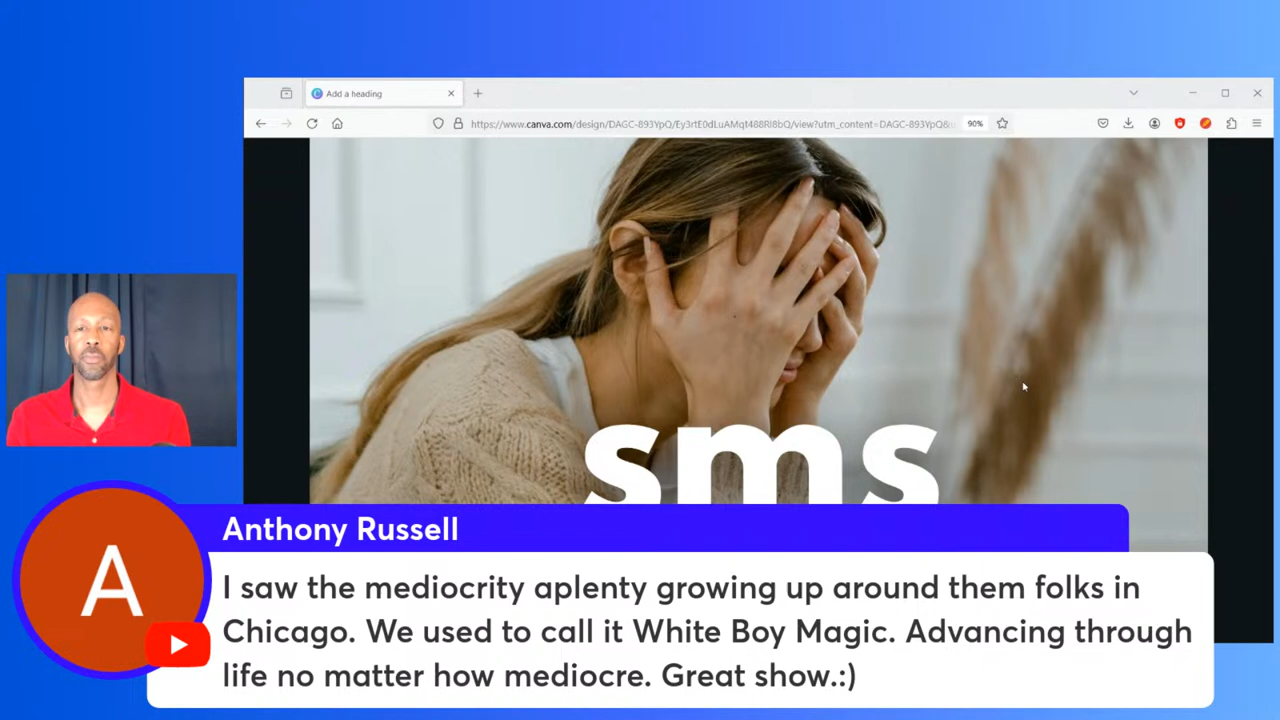 Add a heading
https://www.canva.com/design/DAGC-893YpQ/Ey3rtE0dLuAMqt488Rl8bQ/view?utm_content=DAGC-893YpQ&
90%
sms
A
Anthony Russell
I saw the mediocrity aplenty growing up around them folks in
Chicago. We used to call it White Boy Magic. Advancing through
life no matter how mediocre. Great show.:)